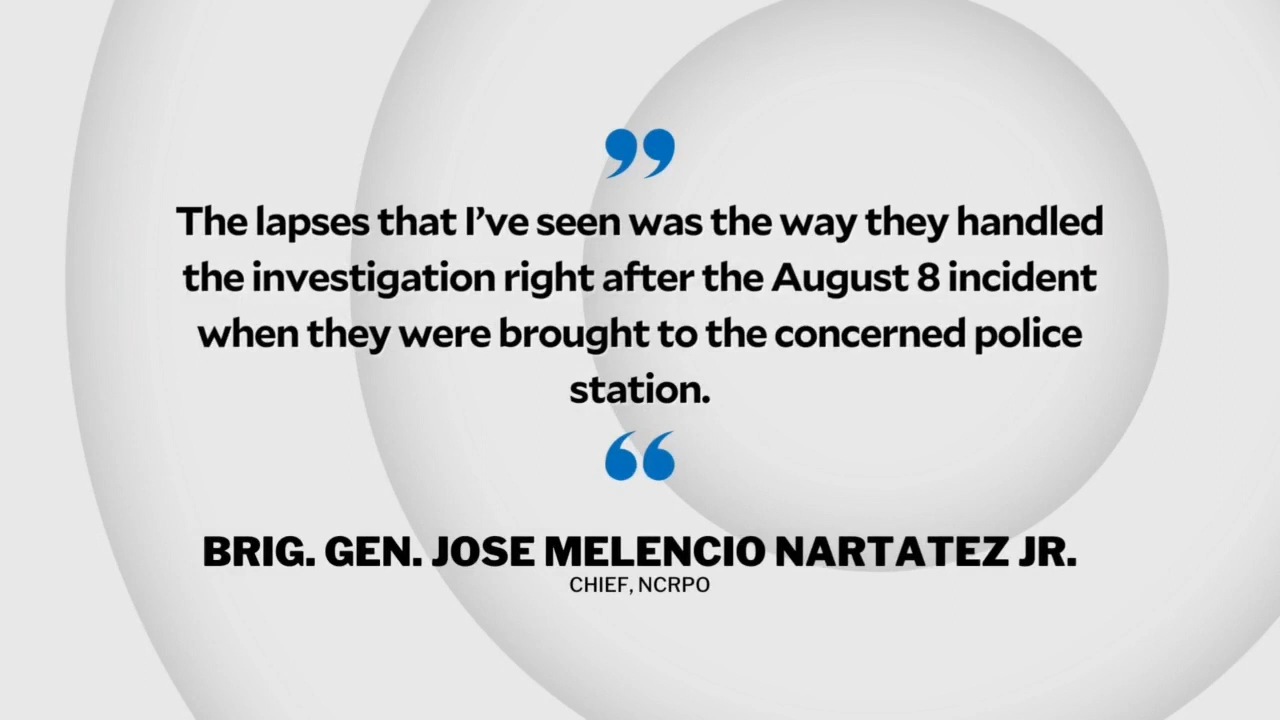 ”
The lapses that I’ve seen was the way they handled
the investigation right after the August 8 incident
when they were brought to the concerned police
station.
“
BRIG. GEN. JOSE MELENCIO NARTATEZ JR.
CHIEF, NCRPO